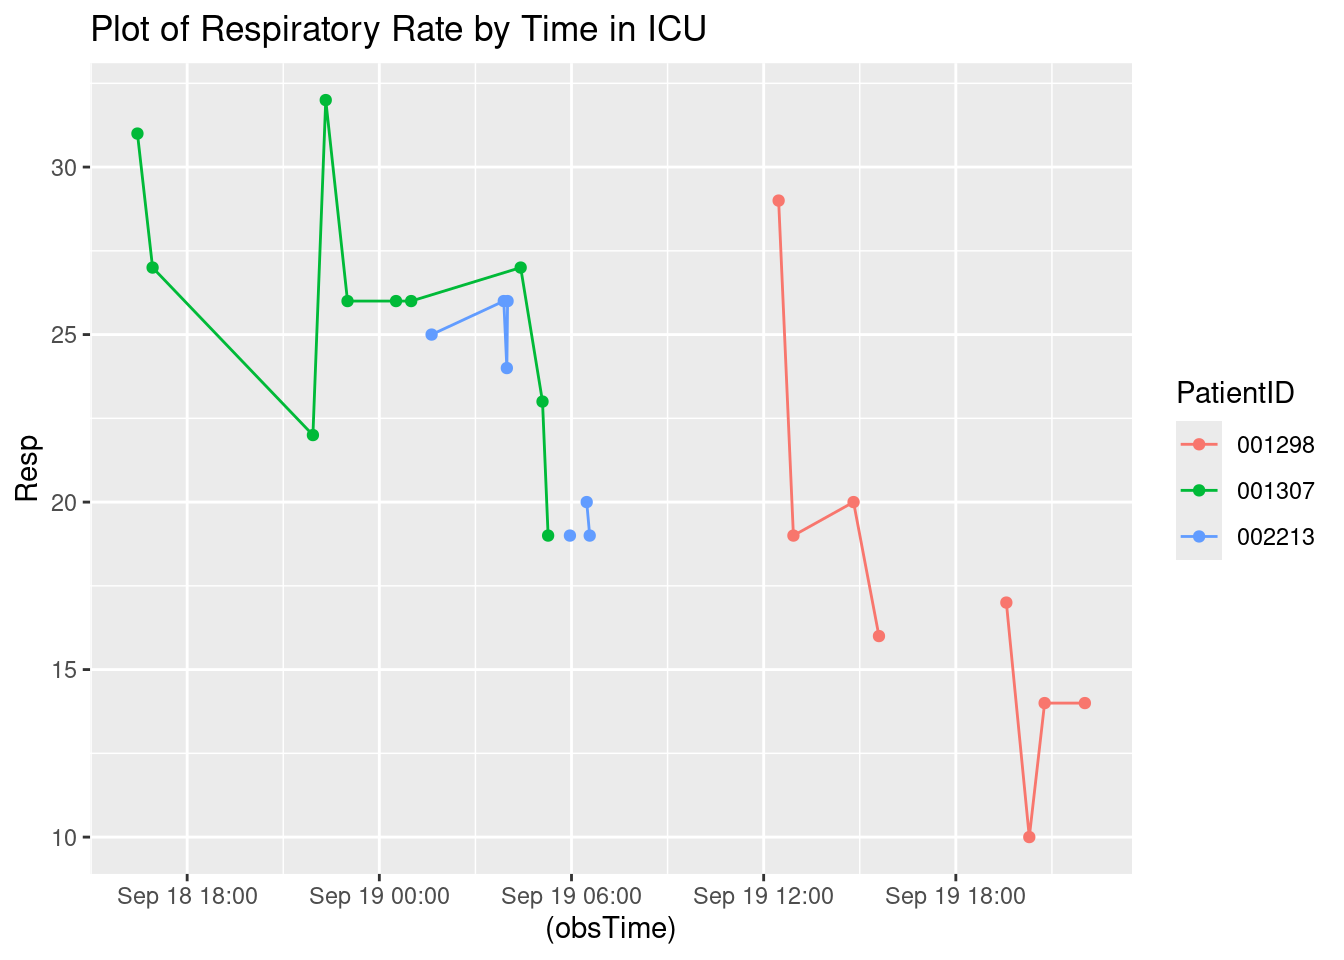 Plot of Respiratory Rate by Time in ICU
Resp
30
25
20
15
10
Sep 18 18:00 Sep 19 00:00 Sep 19 06:00 Sep 19 12:00 Sep 19 18:00
(obsTime)
PatientID
001298
001307
002213